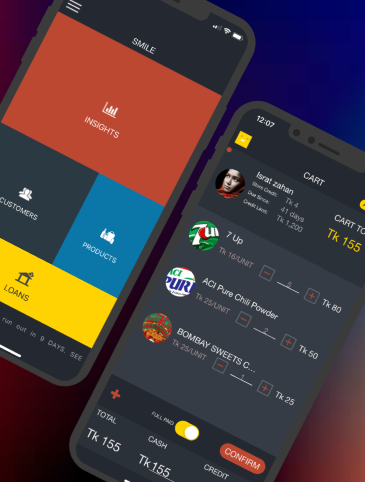 SMILE
INSIGHTS
CUSTOMERS
PRODUCTS
LOANS
run out in 9 DAYS. SEE
12:07
CART
Israt zahan
Store Credit: Tk 4
Due Since: 41 days
Credit Limit: Tk 1,200
CART TO
Tk 155
7 Up
Tk 16/UNIT
5
Tk 80
ACI Pure Chili Powder
Tk 25/UNIT
2
Tk 50
BOMBAY SWEETS C...
Tk 25/UNIT
1
Tk 25
FULL PAID
CONFIRM
TOTAL
CASH
CREDIT
Tk 155
Tk155